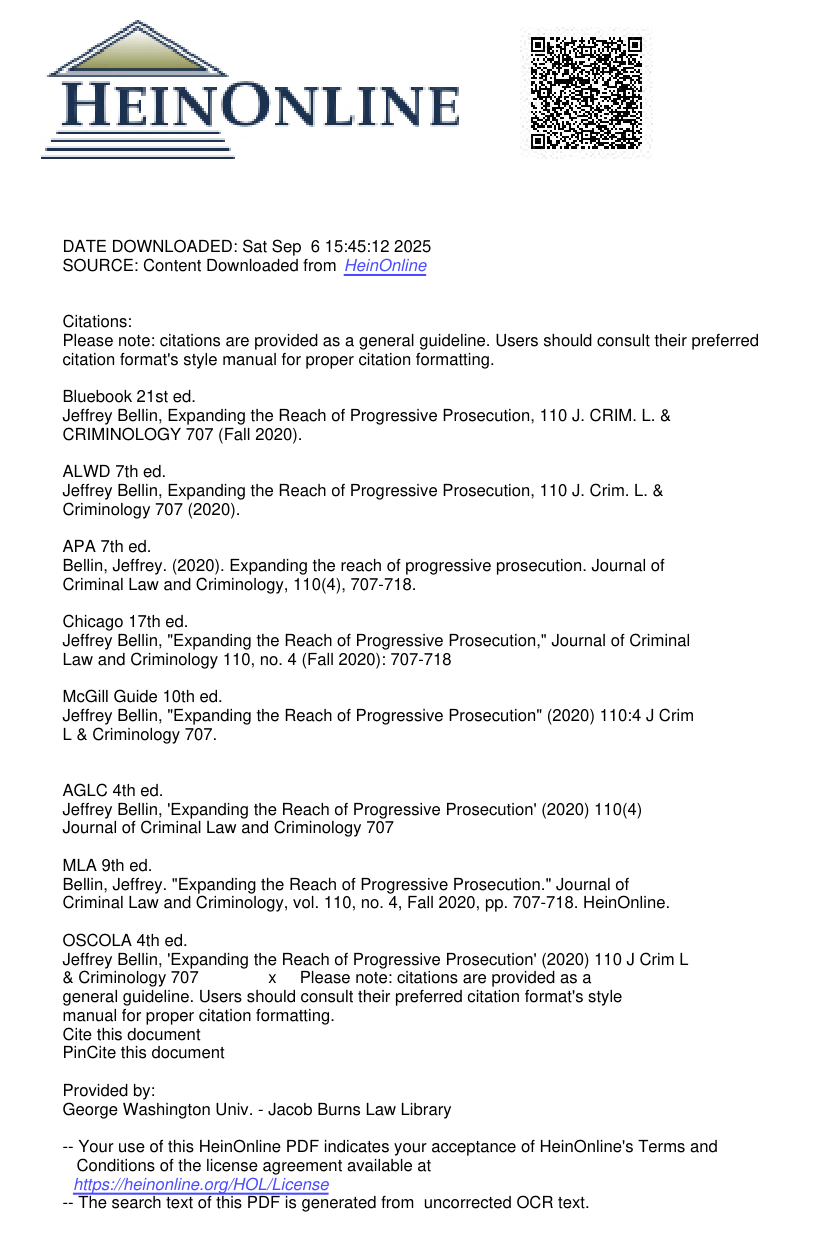 HEINONLINE
DATE DOWNLOADED: Sat Sep  6 15:45:12 2025
SOURCE: Content Downloaded from HeinOnline
Citations:
Please note: citations are provided as a general guideline. Users should consult their preferred
citation format's style manual for proper citation formatting.
Bluebook 21st ed.
Jeffrey Bellin, Expanding the Reach of Progressive Prosecution, 110 J. CRIM. L. &
CRIMINOLOGY 707 (Fall 2020).
ALWD 7th ed.
Jeffrey Bellin, Expanding the Reach of Progressive Prosecution, 110 J. Crim. L. &
Criminology 707 (2020).
APA 7th ed.
Bellin, Jeffrey. (2020). Expanding the reach of progressive prosecution. Journal of
Criminal Law and Criminology, 110(4), 707-718.
Chicago 17th ed.
Jeffrey Bellin, "Expanding the Reach of Progressive Prosecution," Journal of Criminal
Law and Criminology 110, no. 4 (Fall 2020): 707-718
McGill Guide 10th ed.
Jeffrey Bellin, "Expanding the Reach of Progressive Prosecution" (2020) 110:4 J Crim
L & Criminology 707.
AGLC 4th ed.
Jeffrey Bellin, 'Expanding the Reach of Progressive Prosecution' (2020) 110(4)
Journal of Criminal Law and Criminology 707
MLA 9th ed.
Bellin, Jeffrey. "Expanding the Reach of Progressive Prosecution." Journal of
Criminal Law and Criminology, vol. 110, no. 4, Fall 2020, pp. 707-718. HeinOnline.
OSCOLA 4th ed.
Jeffrey Bellin, 'Expanding the Reach of Progressive Prosecution' (2020) 110 J Crim L
& Criminology 707 x Please note: citations are provided as a
general guideline. Users should consult their preferred citation format's style
manual for proper citation formatting.
Cite this document
PinCite this document
Provided by:
George Washington Univ. - Jacob Burns Law Library
-- Your use of this HeinOnline PDF indicates your acceptance of HeinOnline's Terms and
Conditions of the license agreement available at
https://heinonline.org/HOL/License
-- The search text of this PDF is generated from  uncorrected OCR text.